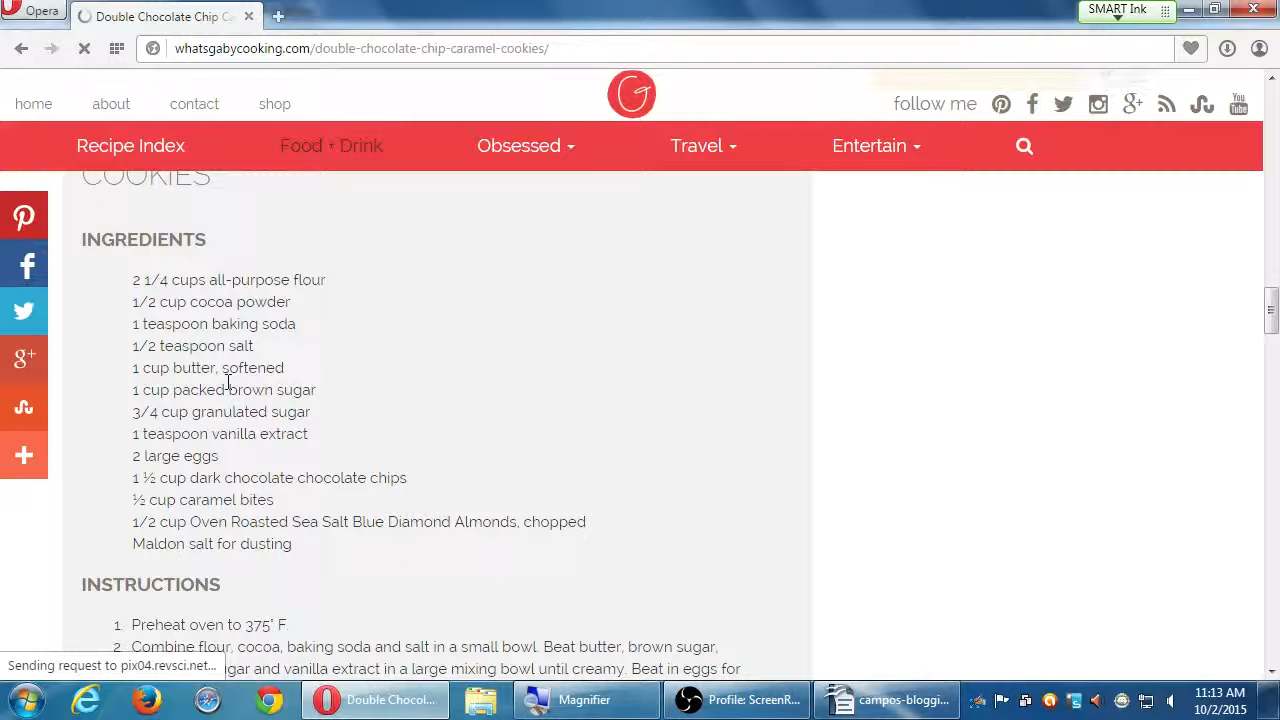 Opera
Double Chocolate Chip Ca
SMART Ink
whatsgabycooking.com/double-chocolate-chip-caramel-cookies/
home about contact shop
G
follow me
You
Tube
Recipe Index Food + Drink Obsessed Travel Entertain
COOKIES
INGREDIENTS
2 1/4 cups all-purpose flour
1/2 cup cocoa powder
1 teaspoon baking soda
1/2 teaspoon salt
1 cup butter, softened
1 cup packed brown sugar
3/4 cup granulated sugar
1 teaspoon vanilla extract
2 large eggs
1 ½ cup dark chocolate chocolate chips
½ cup caramel bites
1/2 cup Oven Roasted Sea Salt Blue Diamond Almonds, chopped
Maldon salt for dusting
INSTRUCTIONS
1. Preheat oven to 375° F.
2. Combine flour, cocoa, baking soda and salt in a small bowl. Beat butter, brown sugar,
sugar and vanilla extract in a large mixing bowl until creamy. Beat in eggs for
Sending request to pix04.revsci.net...
Double Chocol... Magnifier Profile: ScreenR... campos-bloggi...
11:13 AM
10/2/2015